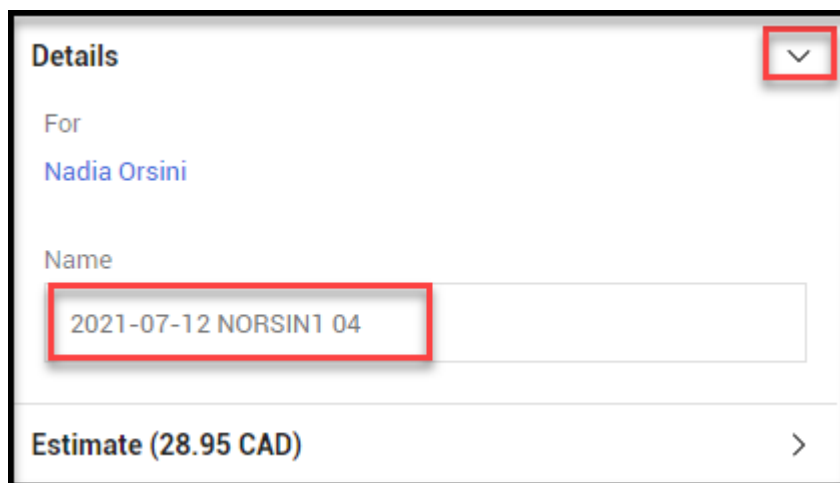 Details
For
Nadia Orsini
Name
2021-07-12 NORSIN1 04
Estimate (28.95 CAD)